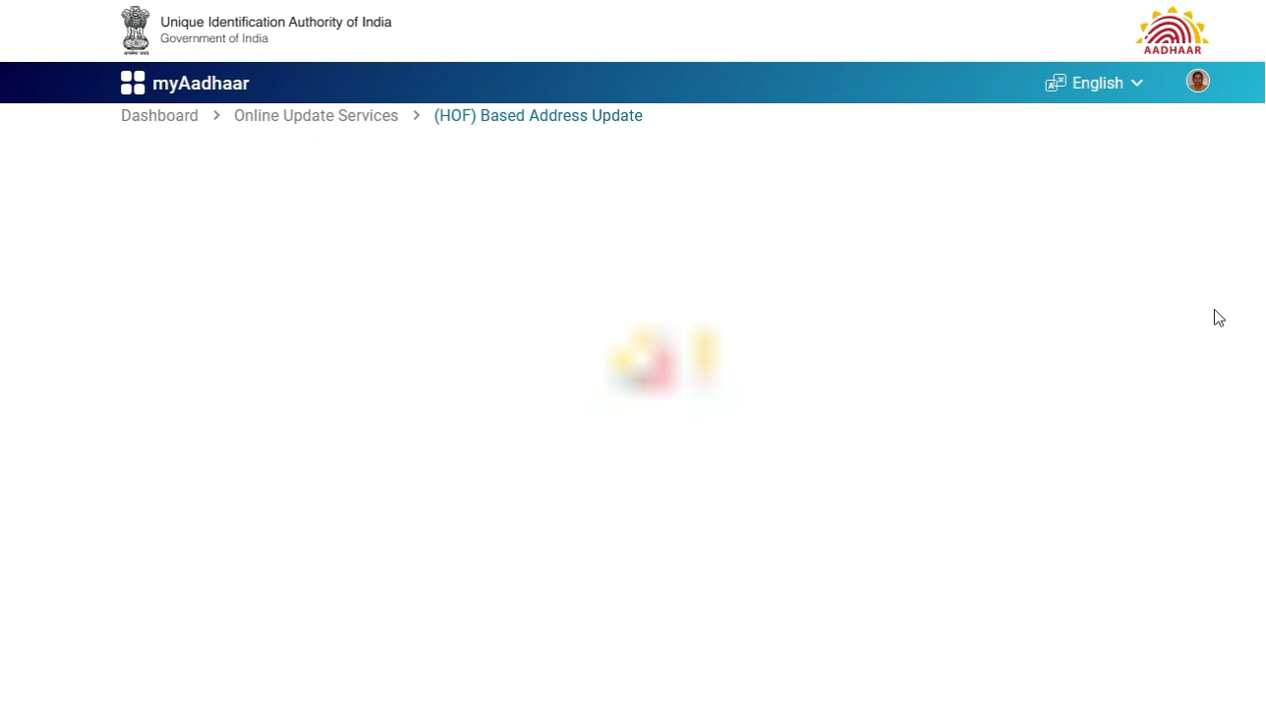 Unique Identification Authority of India
Government of India
AADHAAR
myAadhaar
English
Dashboard > Online Update Services > (HOF) Based Address Update